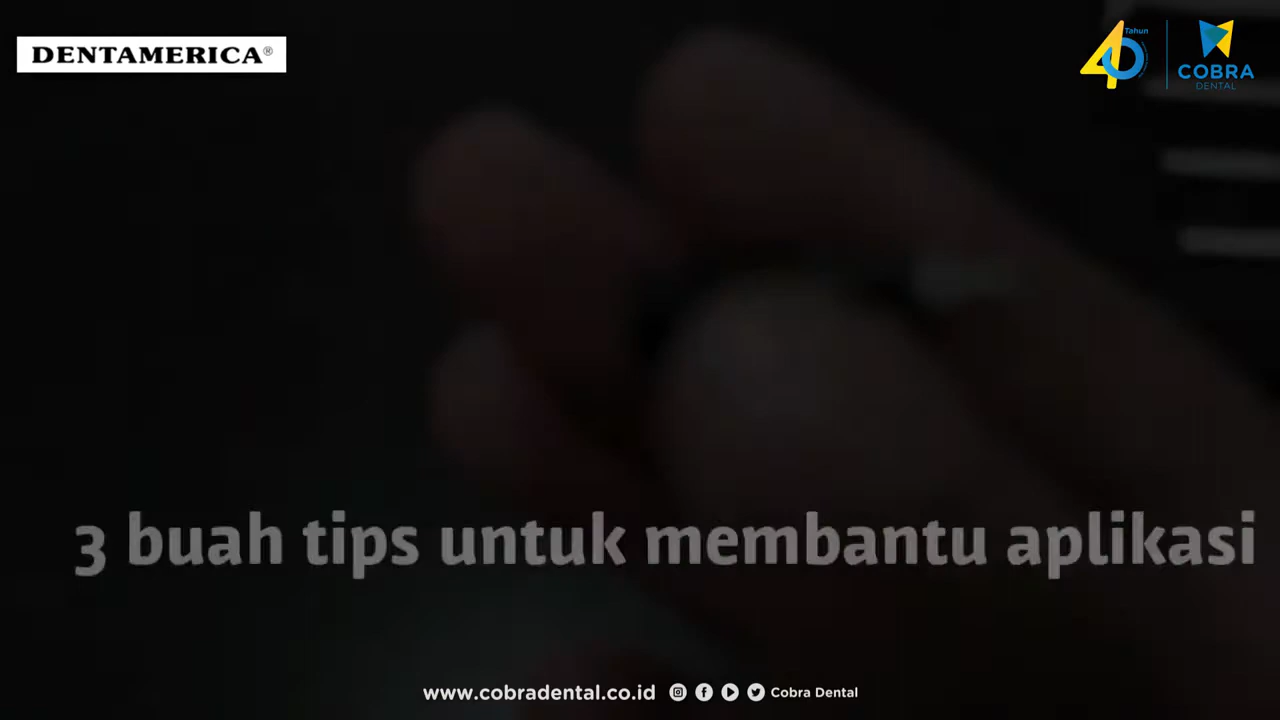 DENTAMERICA®
40 Tahun
COBRA
DENTAL
3 buah tips untuk membantu aplikasi
www.cobradental.co.id Cobra Dental